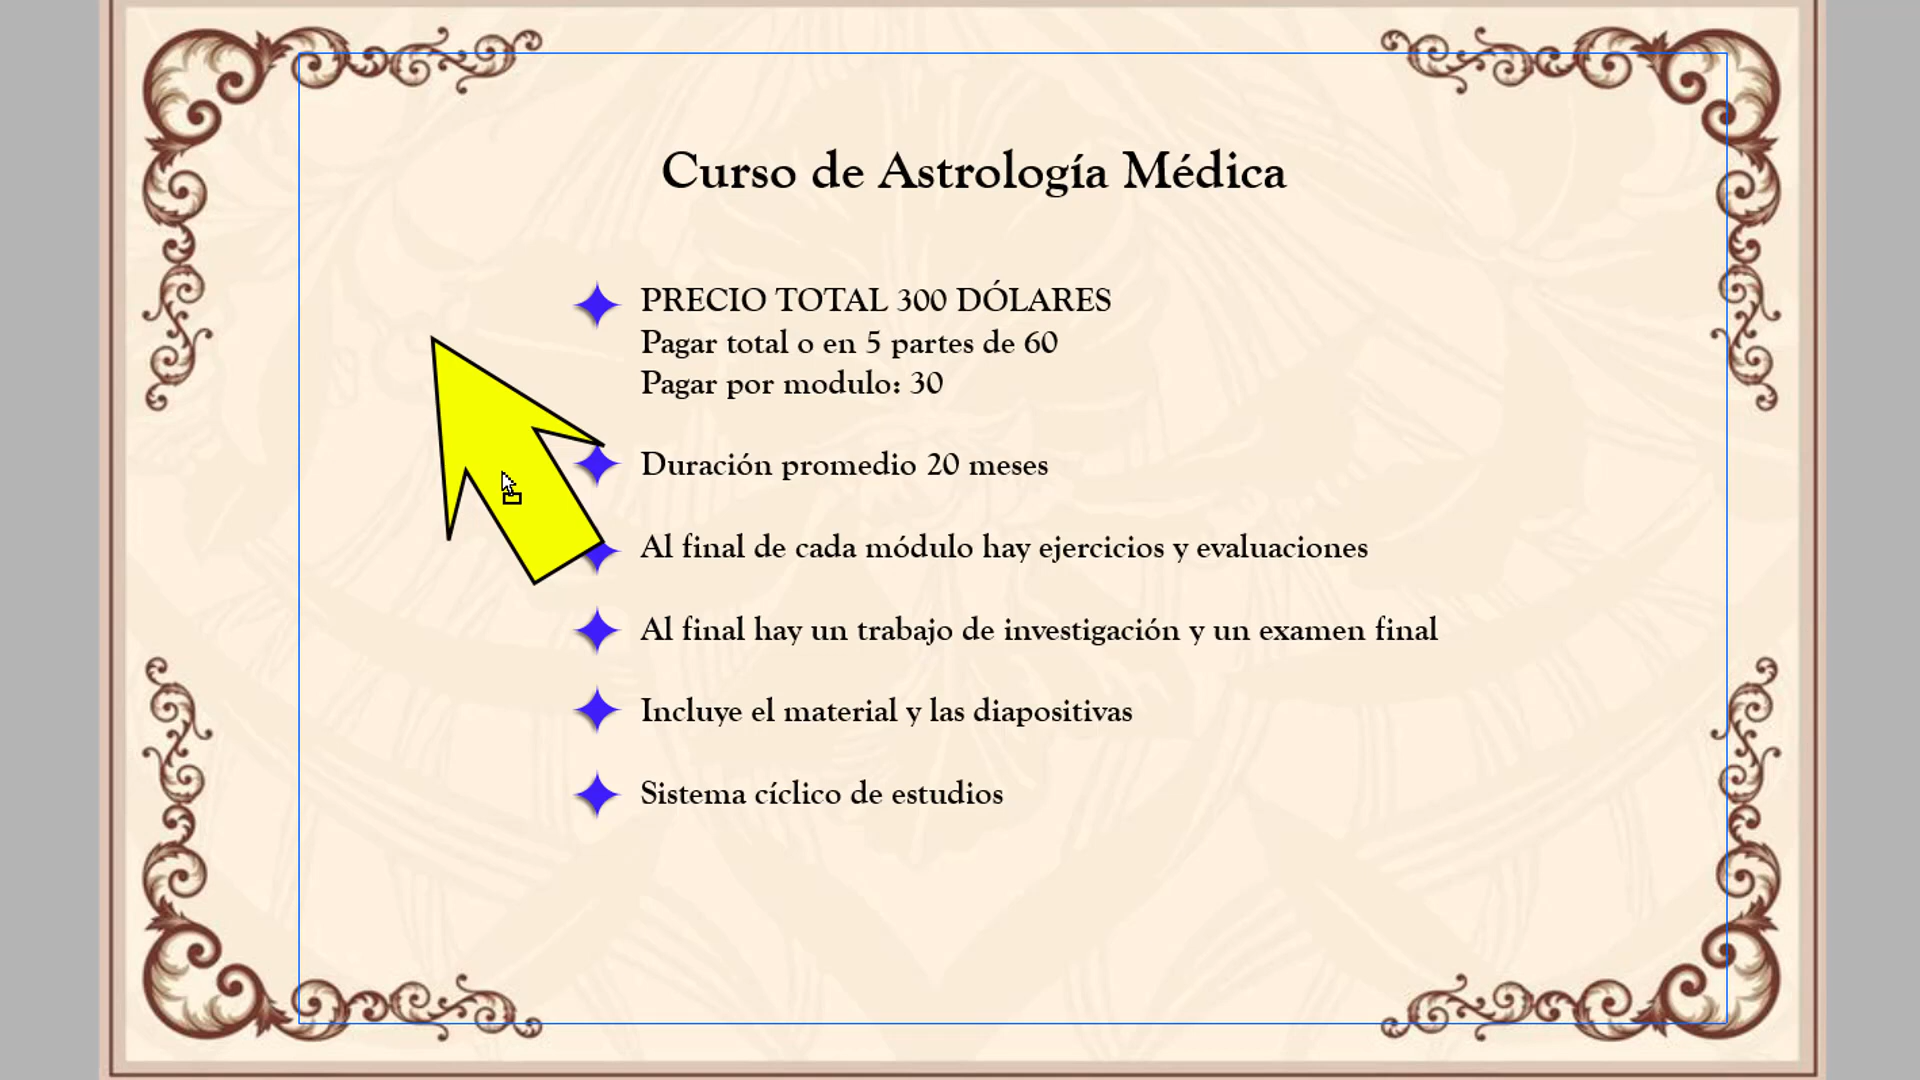 Curso de Astrología Médica
PRECIO TOTAL 300 DÓLARES
Pagar total o en 5 partes de 60
Pagar por modulo: 30
Duración promedio 20 meses
Al final de cada módulo hay ejercicios y evaluaciones
Al final hay un trabajo de investigación y un examen final
Incluye el material y las diapositivas
Sistema cíclico de estudios